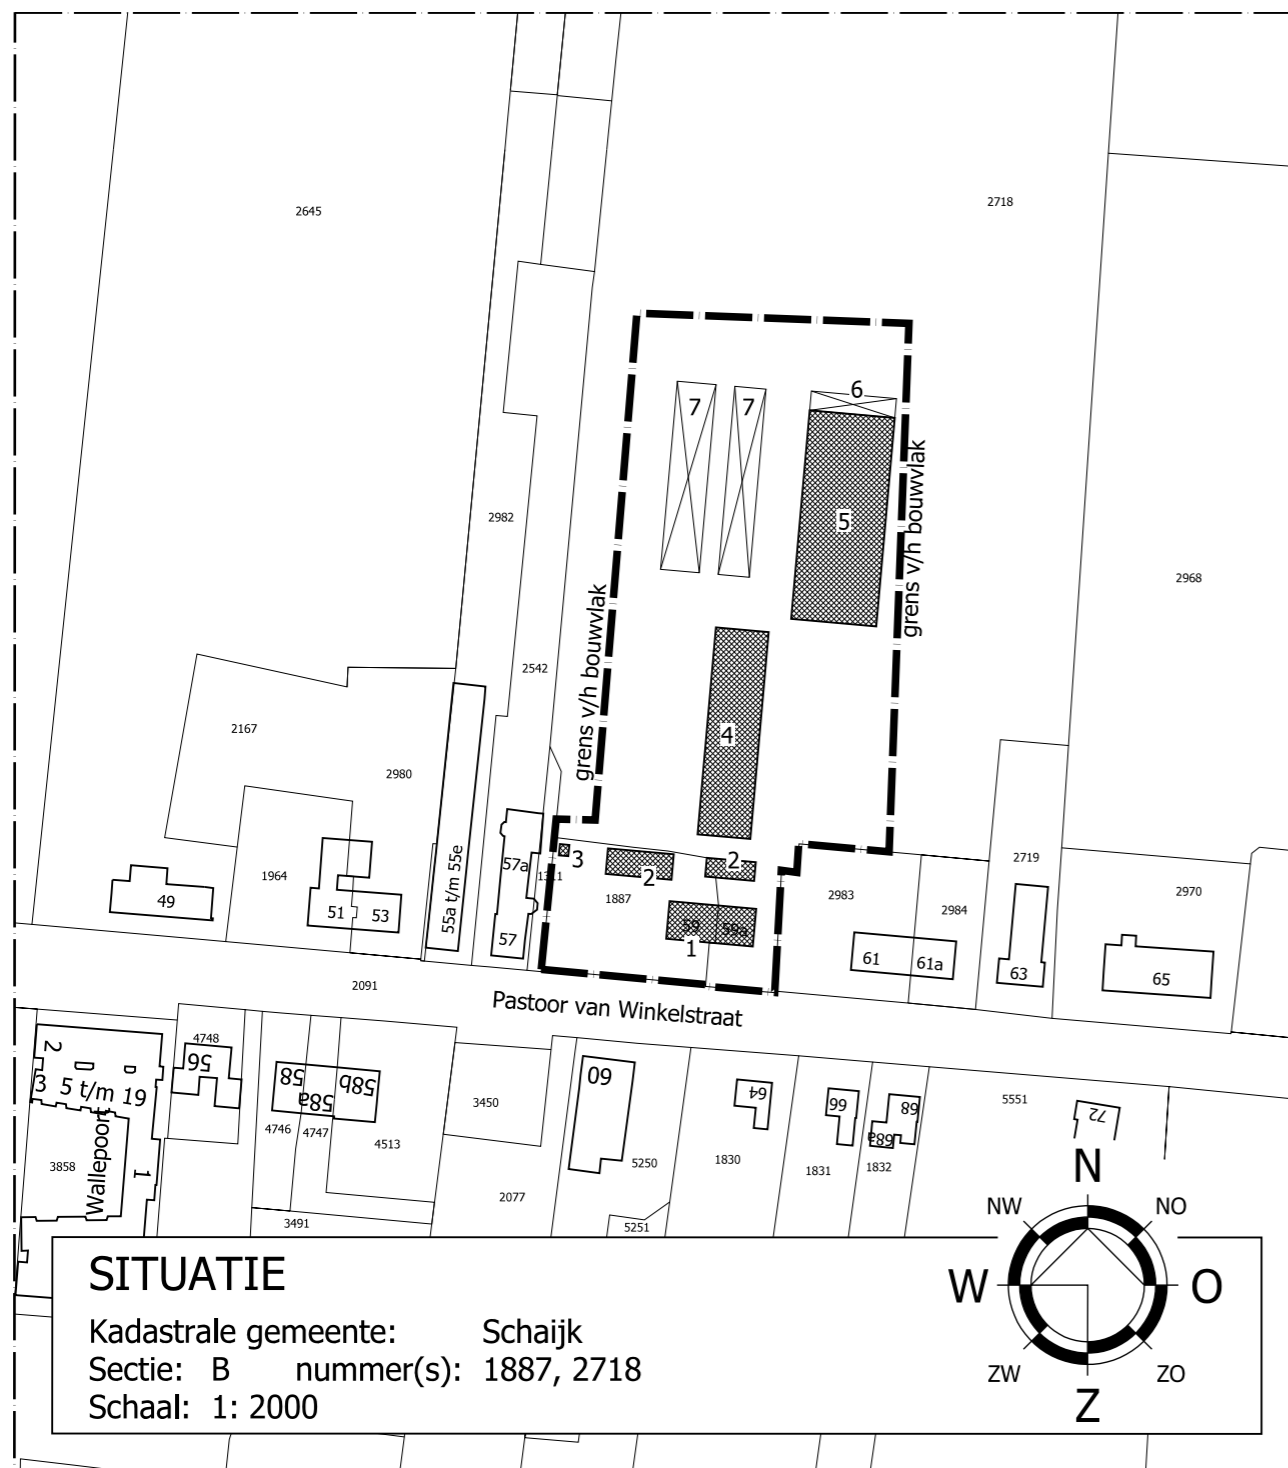 2645
2718
6
7
7
5
grens v/h bouwvlak
2982
2968
grens v/h bouwvlak
2542
2167
4
2980
55a t/m 55e
57a
3
2
2
2719
1964
1311
1887
2983
2984
2970
49
51
53
57
59
59a
1
61
61a
63
65
2091
Pastoor van Winkelstraat
2
4748
56
3 5 t/m 19
58
58a
58b
3450
60
64
66
68
68a
5551
72
Wallepoort
1
3858
4746
4747
4513
2077
5250
1830
1831
1832
3491
5251
N
NW
NO
W
O
ZW
ZO
Z
SITUATIE
Kadastrale gemeente: Schaijk
Sectie: B nummer(s): 1887, 2718
Schaal: 1: 2000